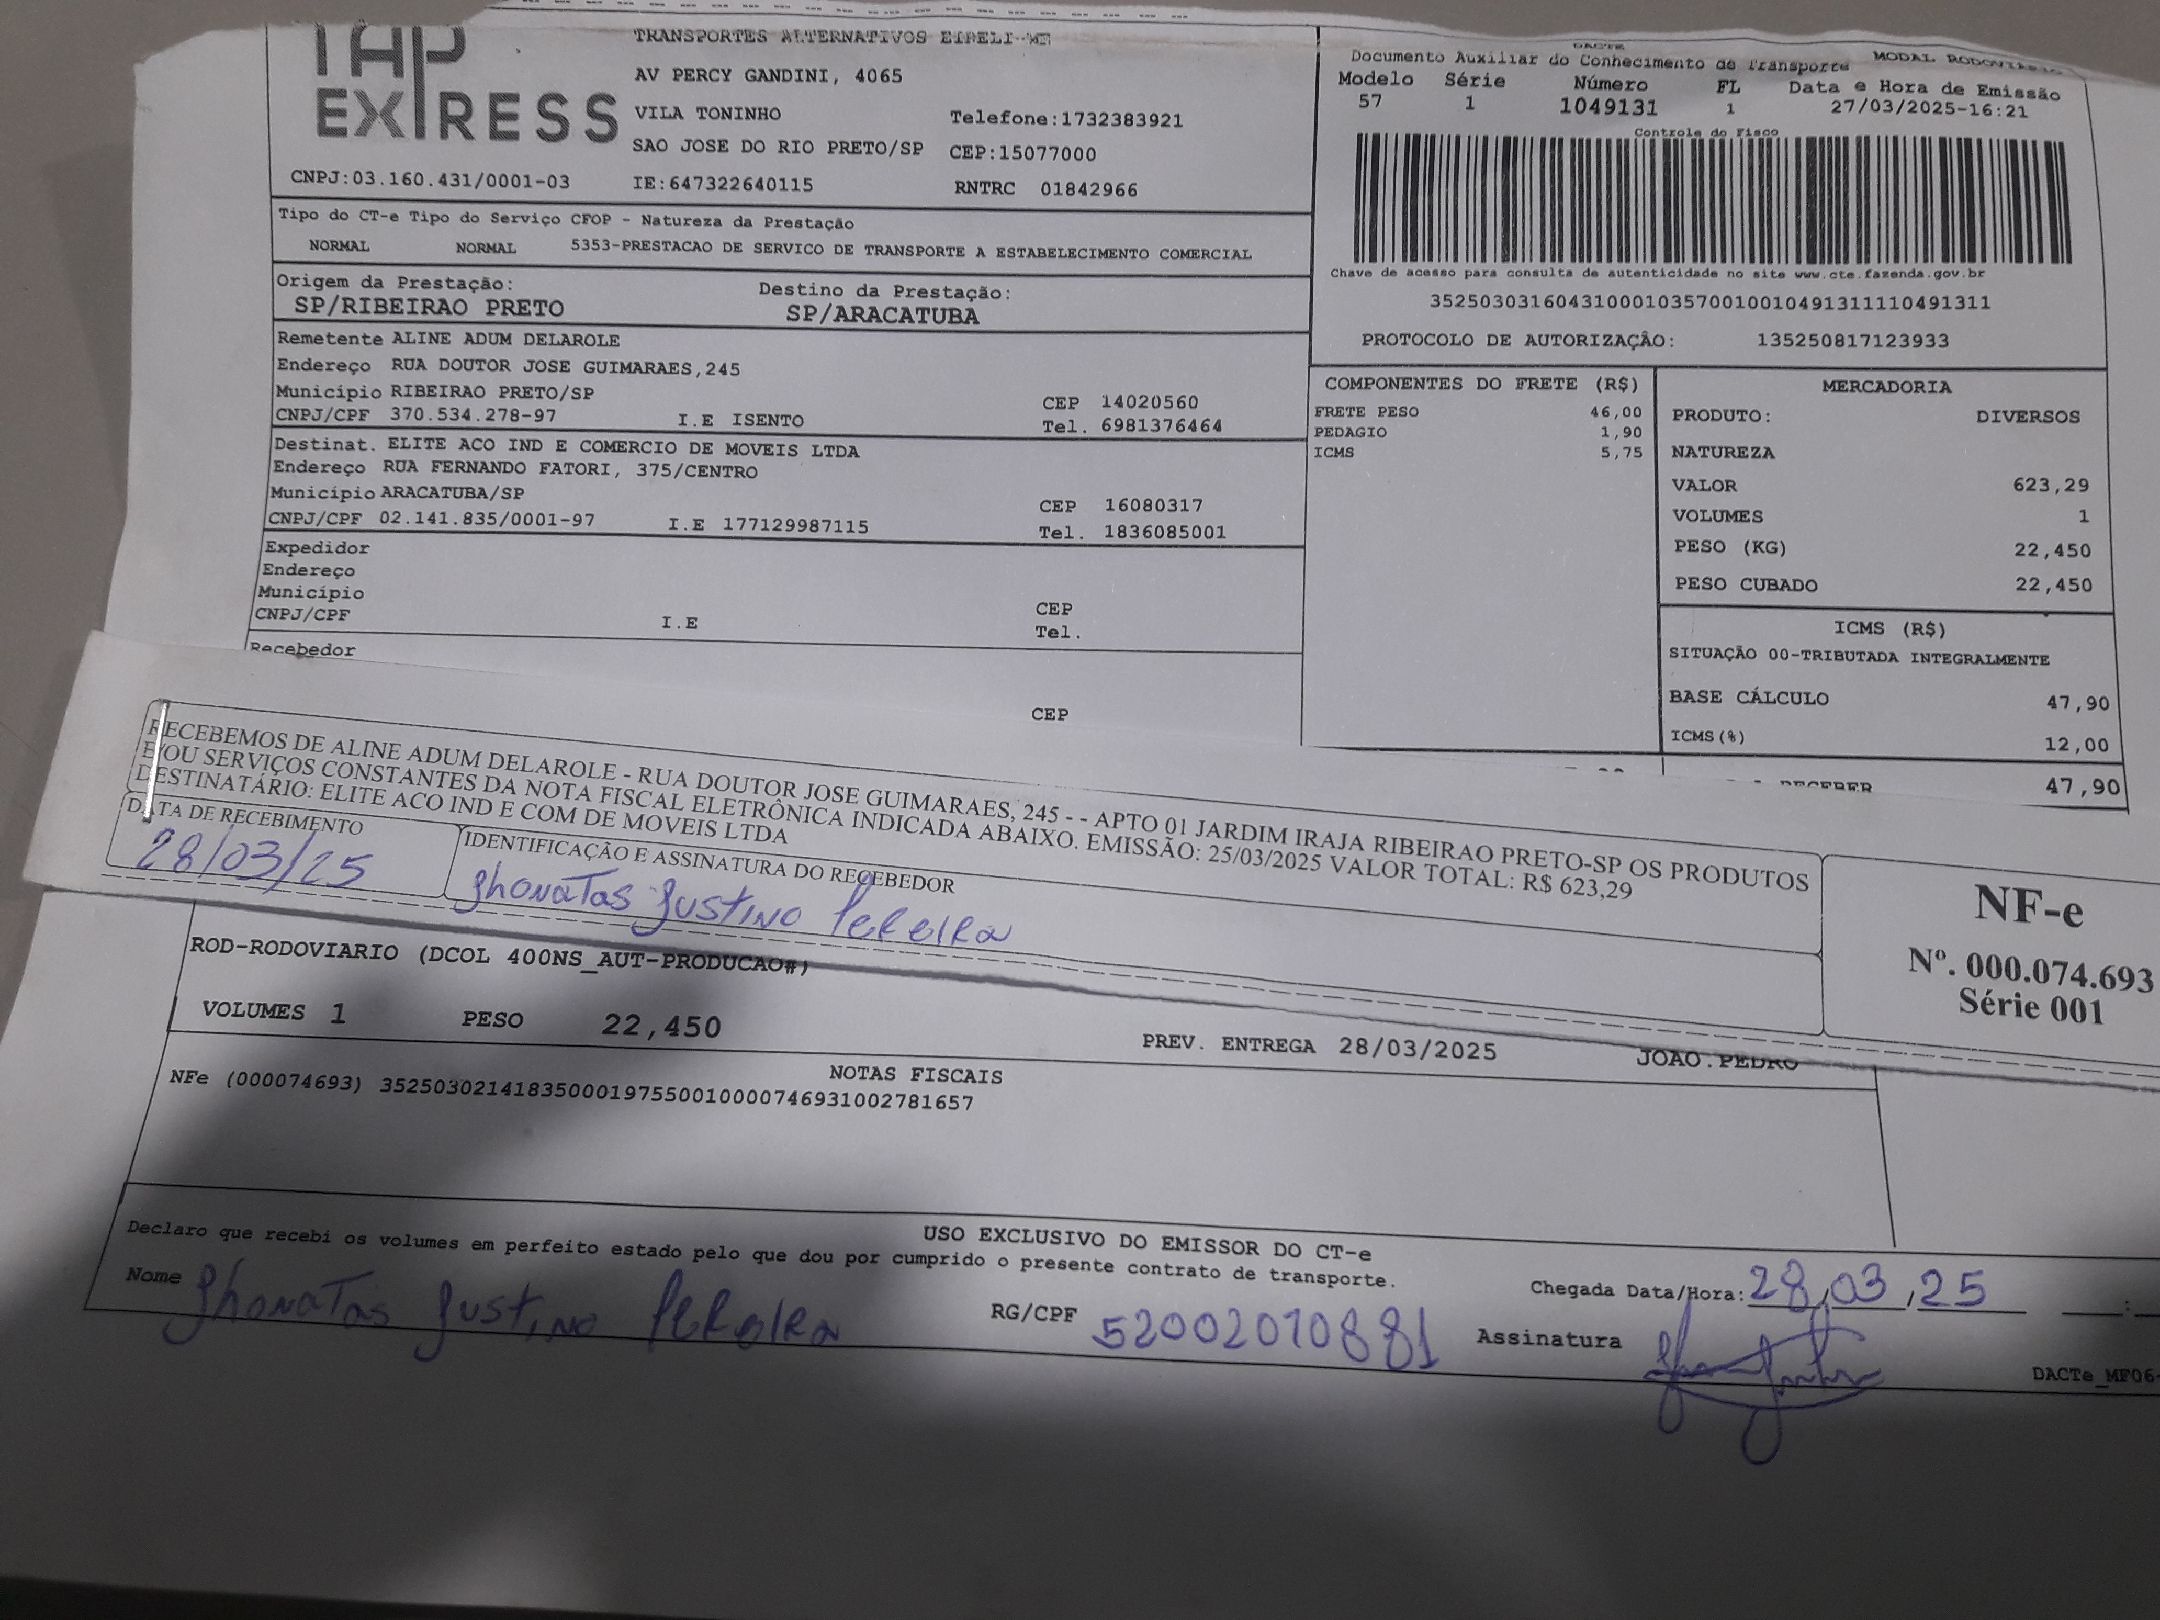 TAP
EXPRESS
TRANSPORTES ALTERNATIVOS EIRELI-ME
AV PERCY GANDINI, 4065
VILA TONINHO Telefone:1732383921
SAO JOSE DO RIO PRETO/SP CEP:15077000
CNPJ:03.160.431/0001-03 IE:647322640115 RNTRC 01842966
DACTE
Documento Auxiliar do Conhecimento de Transporte MODAL RODOVIARIO
Modelo Série Número FL Data e Hora de Emissão
57 1 1049131 1 27/03/2025-16:21
Controle do Fisco
Chave de acesso para consulta de autenticidade no site www.cte.fazenda.gov.br
35250303160431000103570010010491311110491311
PROTOCOLO DE AUTORIZAÇÃO: 135250817123933
Tipo do CT-e Tipo do Serviço CFOP - Natureza da Prestação
NORMAL NORMAL 5353-PRESTACAO DE SERVICO DE TRANSPORTE A ESTABELECIMENTO COMERCIAL
Origem da Prestação: Destino da Prestação:
SP/RIBEIRAO PRETO SP/ARACATUBA
Remetente ALINE ADUM DELAROLE
Endereço RUA DOUTOR JOSE GUIMARAES,245
Município RIBEIRAO PRETO/SP CEP 14020560
CNPJ/CPF 370.534.278-97 I.E ISENTO Tel. 6981376464
Destinat. ELITE ACO IND E COMERCIO DE MOVEIS LTDA
Endereço RUA FERNANDO FATORI, 375/CENTRO
Município ARACATUBA/SP CEP 16080317
CNPJ/CPF 02.141.835/0001-97 I.E 177129987115 Tel. 1836085001
Expedidor
Endereço
Município CEP
CNPJ/CPF I.E Tel.
Recebedor
CEP
COMPONENTES DO FRETE (R$)
FRETE PESO 46,00
PEDAGIO 1,90
ICMS 5,75
MERCADORIA
PRODUTO: DIVERSOS
NATUREZA
VALOR 623,29
VOLUMES 1
PESO (KG) 22,450
PESO CUBADO 22,450
ICMS (R$)
SITUAÇÃO 00-TRIBUTADA INTEGRALMENTE
BASE CÁLCULO 47,90
ICMS(%) 12,00
RECEBER 47,90
RECEBEMOS DE ALINE ADUM DELAROLE - RUA DOUTOR JOSE GUIMARAES, 245 - - APTO 01 JARDIM IRAJA RIBEIRAO PRETO-SP OS PRODUTOS
E/OU SERVIÇOS CONSTANTES DA NOTA FISCAL ELETRÔNICA INDICADA ABAIXO. EMISSÃO: 25/03/2025 VALOR TOTAL: R$ 623,29
DESTINATÁRIO: ELITE ACO IND E COM DE MOVEIS LTDA
DATA DE RECEBIMENTO IDENTIFICAÇÃO E ASSINATURA DO RECEBEDOR
28/03/25 Jhonatas Justino Pereira
NF-e
Nº. 000.074.693
Série 001
ROD-RODOVIARIO (DCOL 400NS_AUT-PRODUCAO#)
VOLUMES 1 PESO 22,450 PREV. ENTREGA 28/03/2025 JOAO.PEDRO
NOTAS FISCAIS
NFe (000074693) 35250302141835000197550010000746931002781657
USO EXCLUSIVO DO EMISSOR DO CT-e
Declaro que recebi os volumes em perfeito estado pelo que dou por cumprido o presente contrato de transporte.
Nome Jhonatas Justino Pereira RG/CPF 52002010881 Chegada Data/Hora: 28,03,25 :
Assinatura
DACTe_MF06-